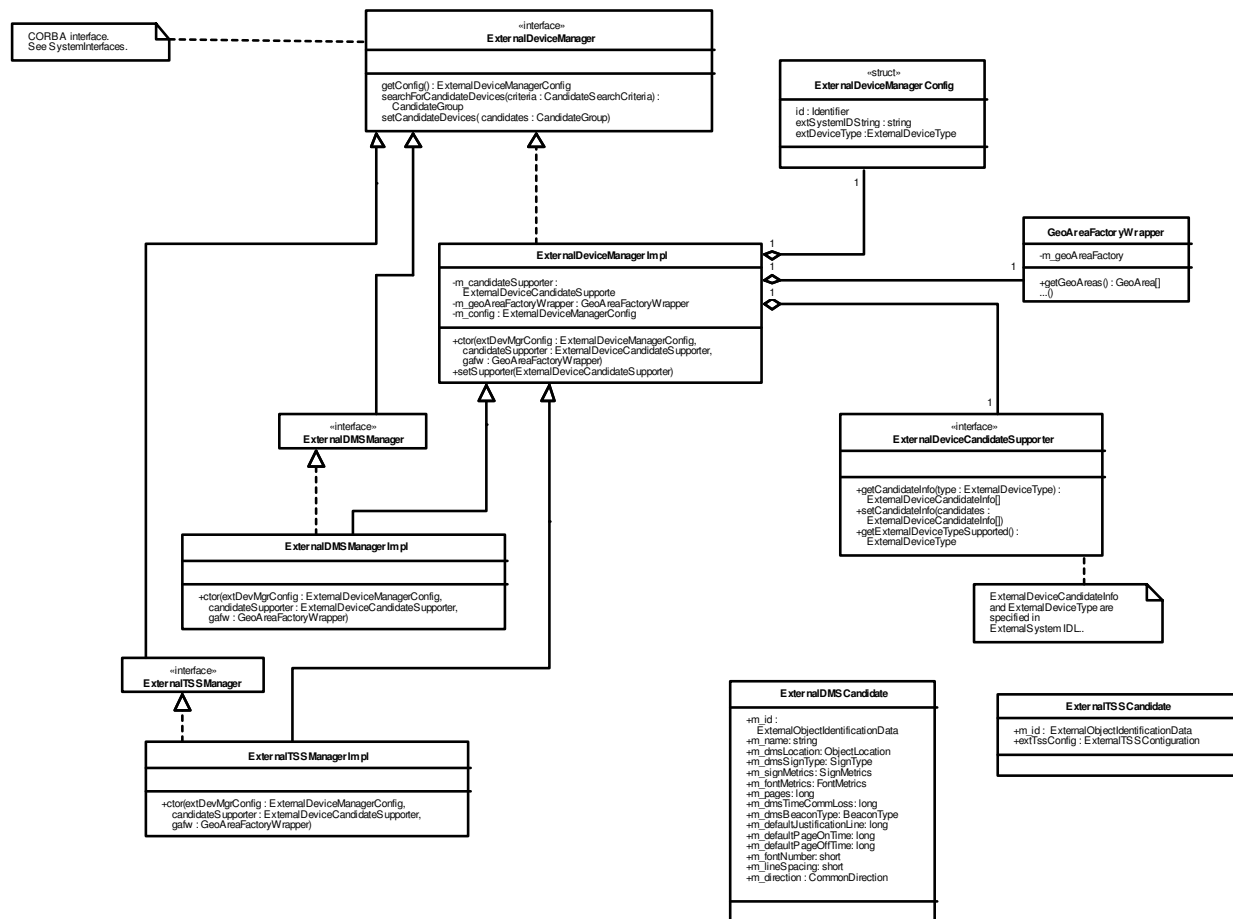 CORBA interface.
See SystemInterfaces.
«interface»
ExternalDeviceManager
getConfig() : ExternalDeviceManagerConfig
searchForCandidateDevices(criteria : CandidateSearchCriteria) :
CandidateGroup
setCandidateDevices( candidates : CandidateGroup)
«struct»
ExternalDeviceManager Config
id : Identifier
extSystemIDString : string
extDeviceType :ExternalDeviceType
1
1
1
1
1
1
ExternalDeviceManagerImpl
-m_candidateSupporter :
ExternalDeviceCandidateSupporte
-m_geoAreaFactoryWrapper : GeoAreaFactoryWrapper
-m_config : ExternalDeviceManagerConfig
+ctor(extDevMgrConfig : ExternalDeviceManagerConfig,
candidateSupporter : ExternalDeviceCandidateSupporter,
gafw : GeoAreaFactoryWrapper)
+setSupporter(ExternalDeviceCandidateSupporter)
GeoAreaFactoryWrapper
-m_geoAreaFactory
+getGeoAreas() : GeoArea[]
...()
«interface»
ExternalDMSManager
«interface»
ExternalDeviceCandidateSupporter
+getCandidateInfo(type : ExternalDeviceType) :
ExternalDeviceCandidateInfo[]
+setCandidateInfo(candidates :
ExternalDeviceCandidateInfo[])
+getExternalDeviceTypeSupported() :
ExternalDeviceType
ExternalDMSManagerImpl
+ctor(extDevMgrConfig : ExternalDeviceManagerConfig,
candidateSupporter : ExternalDeviceCandidateSupporter,
gafw : GeoAreaFactoryWrapper)
ExternalDeviceCandidateInfo
and ExternalDeviceType are
specified in
ExternalSystem IDL..
«interface»
ExternalTSSManager
ExternalTSSManagerImpl
+ctor(extDevMgrConfig : ExternalDeviceManagerConfig,
candidateSupporter : ExternalDeviceCandidateSupporter,
gafw : GeoAreaFactoryWrapper)
ExternalDMSCandidate
+m_id :
ExternalObjectIdentificationData
+m_name: string
+m_dmsLocation: ObjectLocation
+m_dmsSignType: SignType
+m_signMetrics: SignMetrics
+m_fontMetrics: FontMetrics
+m_pages: long
+m_dmsTimeCommLoss: long
+m_dmsBeaconType: BeaconType
+m_defaultJustificationLine: long
+m_defaultPageOnTime: long
+m_defaultPageOffTime: long
+m_fontNumber: short
+m_lineSpacing: short
+m_direction : CommonDirection
ExternalTSSCandidate
+m_id : ExternalObjectIdentificationData
+extTssConfig : ExternalTSSContiguration